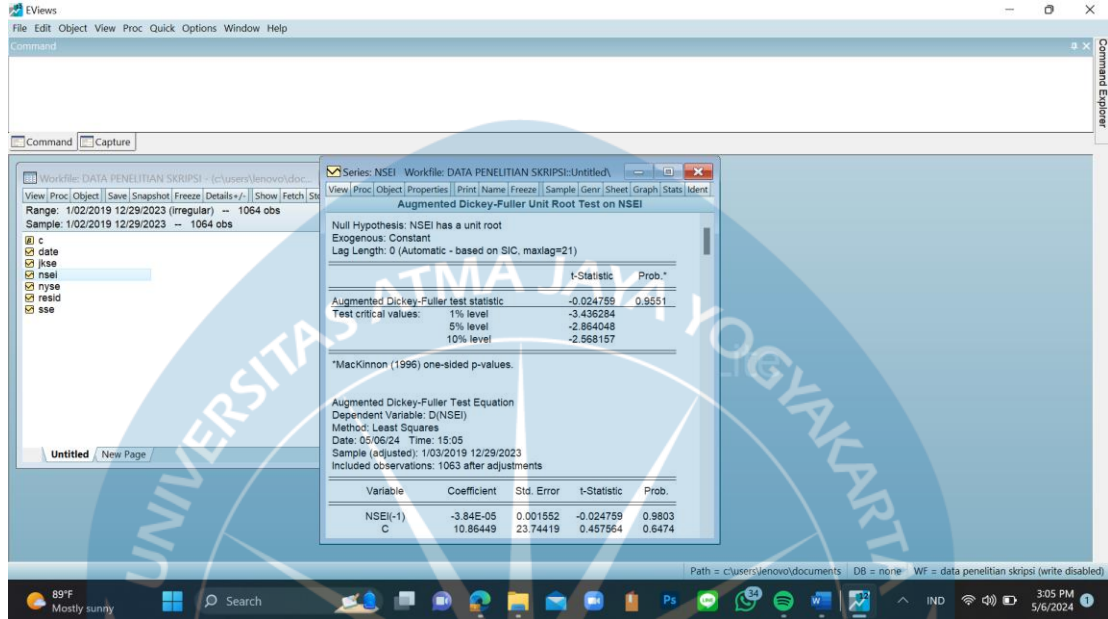 EViews
File Edit Object View Proc Quick Options Window Help
Command
Command Explorer
Command Capture
Workfile: DATA PENELITIAN SKRIPSI - (c:\users\lenovo\doc...
View Proc Object Save Snapshot Freeze Details+/- Show Fetch
Range: 1/02/2019 12/29/2023 (irregular) -- 1064 obs
Sample: 1/02/2019 12/29/2023 -- 1064 obs
c
date
jkse
nsei
nyse
resid
sse
Untitled New Page
Series: NSEI Workfile: DATA PENELITIAN SKRIPSI::Untitled\
View Proc Object Properties Print Name Freeze Sample Genr Sheet Graph Stats Ident
Augmented Dickey-Fuller Unit Root Test on NSEI
Null Hypothesis: NSEI has a unit root
Exogenous: Constant
Lag Length: 0 (Automatic - based on SIC, maxlag=21)
t-Statistic Prob.*
Augmented Dickey-Fuller test statistic -0.024759 0.9551
Test critical values: 1% level -3.436284
5% level -2.864048
10% level -2.568157
*MacKinnon (1996) one-sided p-values.
Augmented Dickey-Fuller Test Equation
Dependent Variable: D(NSEI)
Method: Least Squares
Date: 05/06/24 Time: 15:05
Sample (adjusted): 1/03/2019 12/29/2023
Included observations: 1063 after adjustments
Variable Coefficient Std. Error t-Statistic Prob.
NSEI(-1) -3.84E-05 0.001552 -0.024759 0.9803
C 10.86449 23.74419 0.457564 0.6474
UNIVERSITAS ATMA JAYA YOGYAKARTA
Lite
Path = c:\users\lenovo\documents DB = none WF = data penelitian skripsi (write disabled)
89°F
Mostly sunny
Search
Ps
34
W
12
IND
3:05 PM
5/6/2024
1